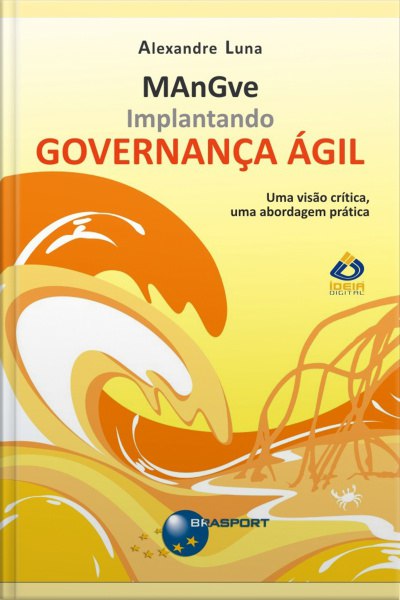 Alexandre Luna
MAnGve
Implantando
GOVERNANÇA ÁGIL
Uma visão crítica,
uma abordagem prática
IDEIA
DIGITAL
BRASPORT